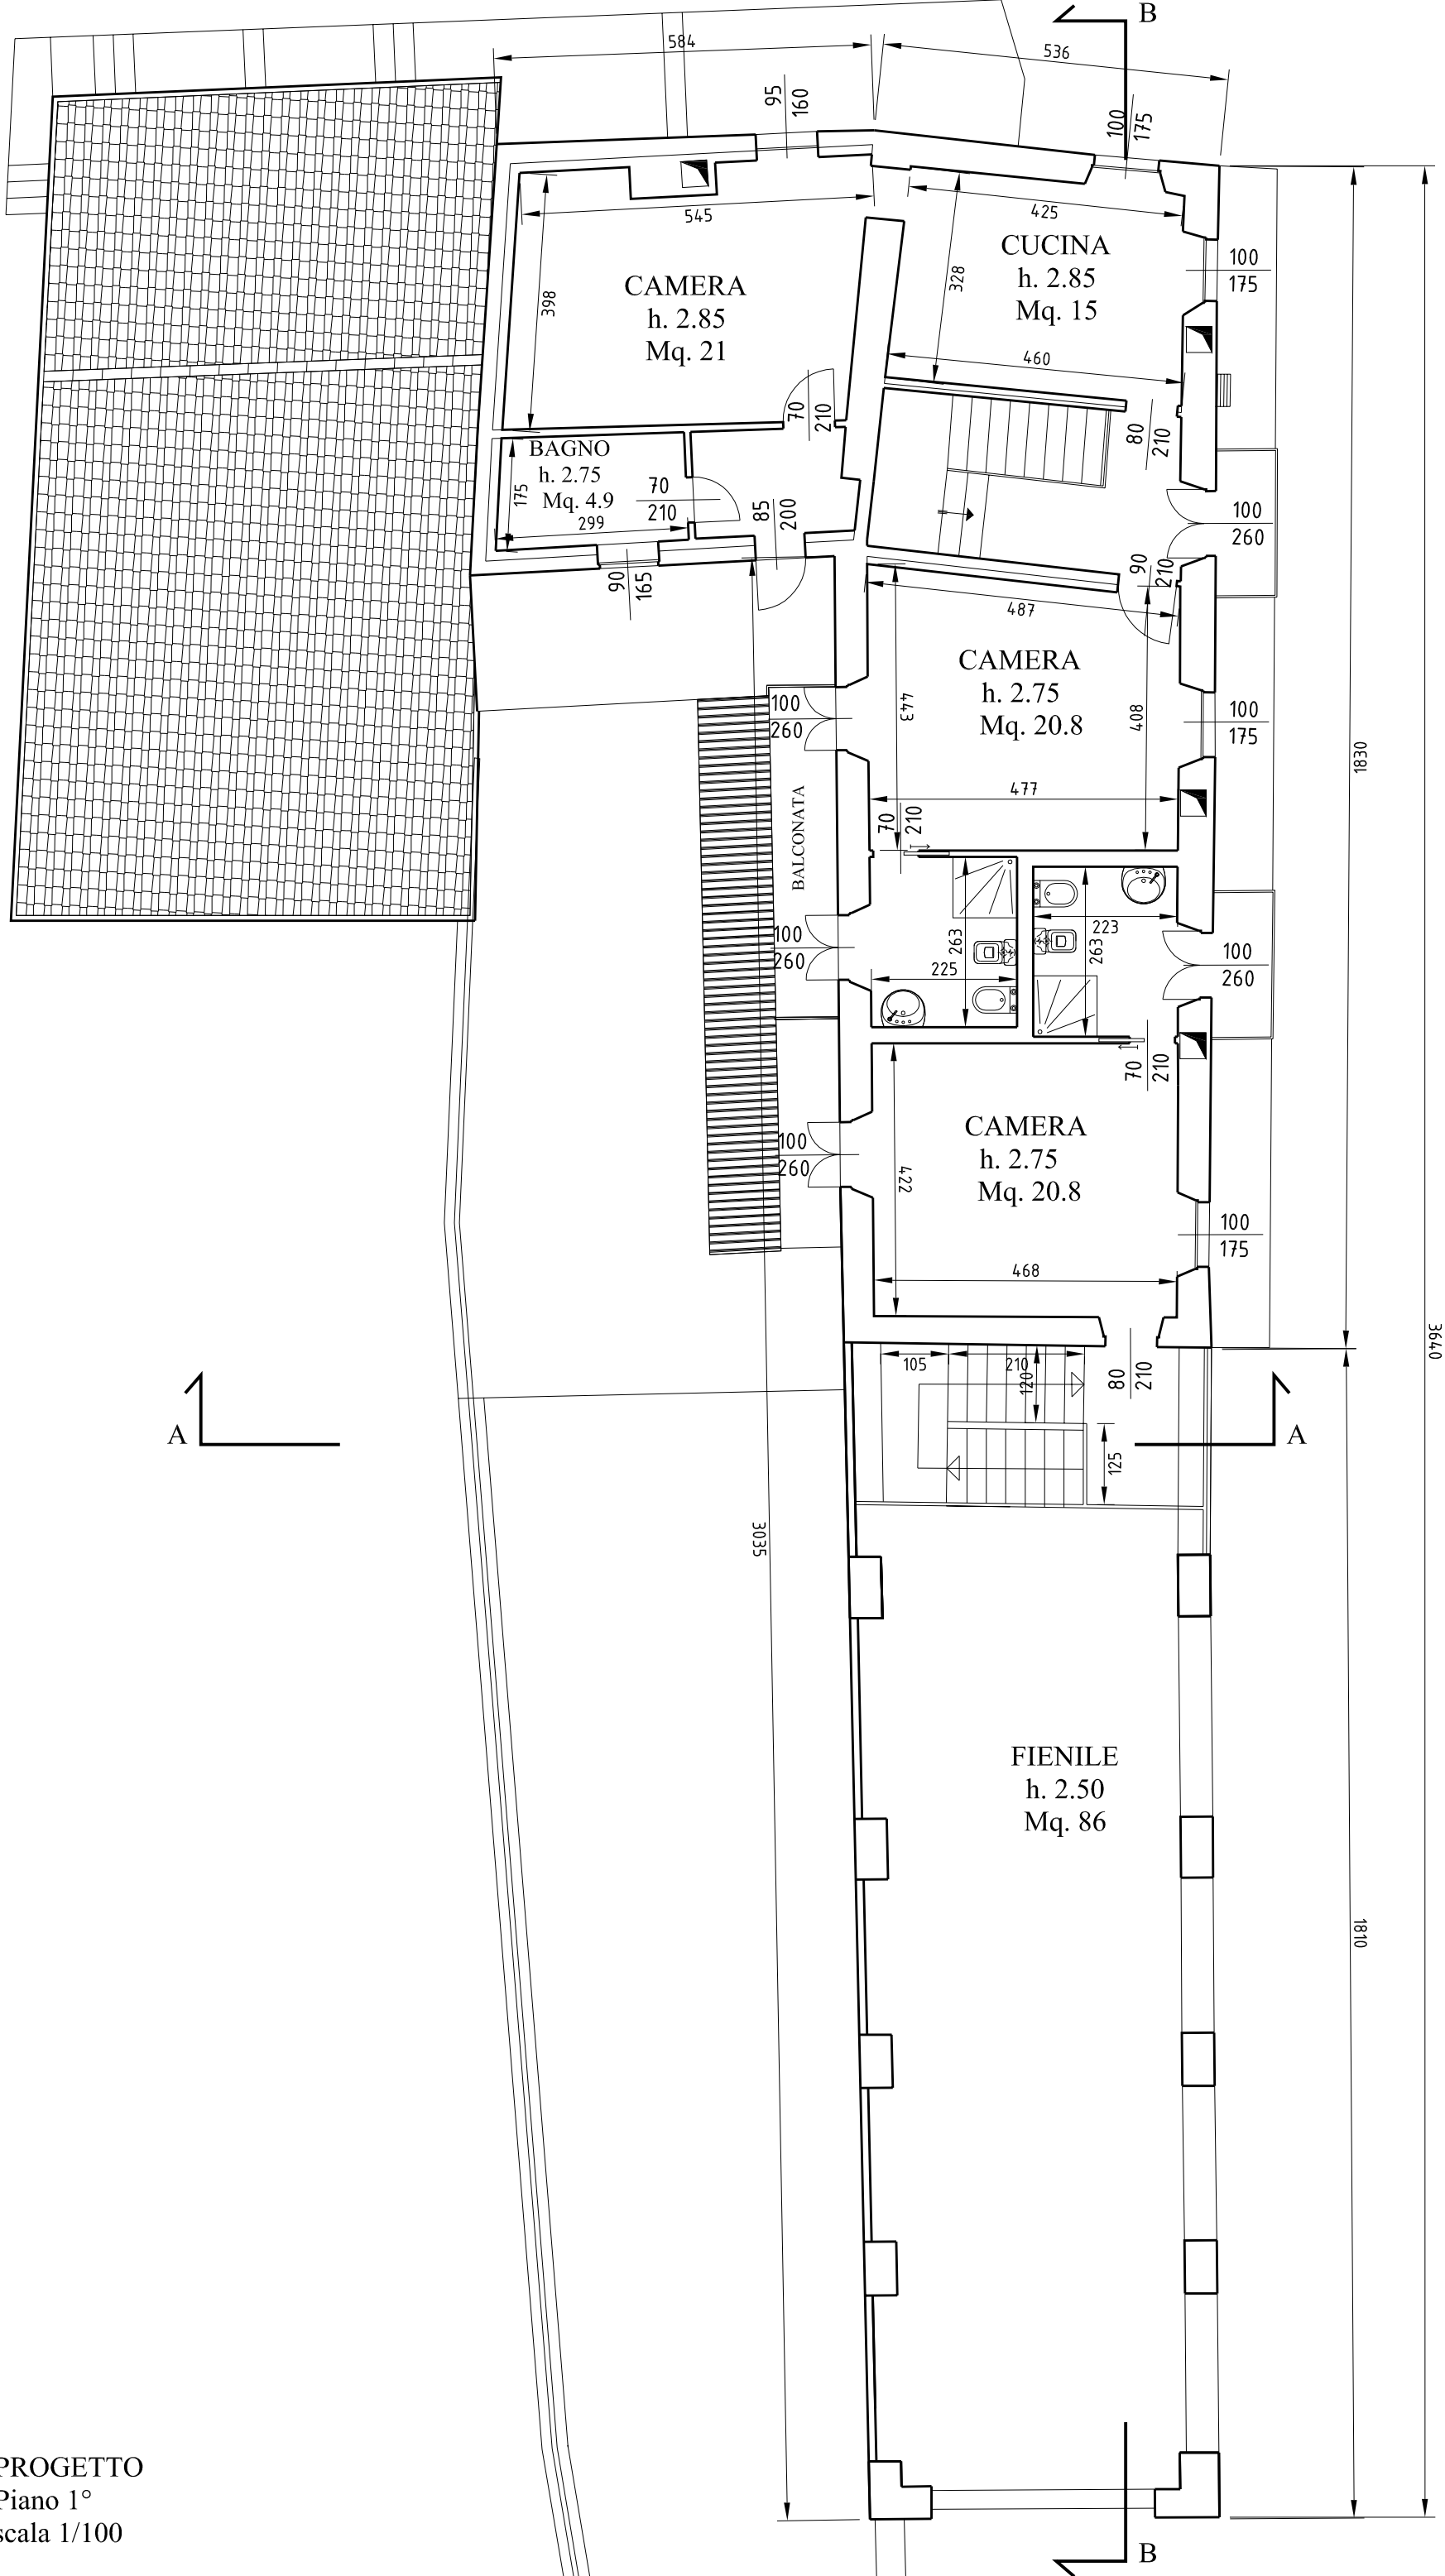 B
584
536
95
160
100
175
545
425
CUCINA
h. 2.85
Mq. 15
328
398
CAMERA
h. 2.85
Mq. 21
100
175
460
70
210
80
210
BAGNO
h. 2.75
Mq. 4.9
175
299
70
210
85
200
100
260
90
165
90
210
487
CAMERA
h. 2.75
Mq. 20.8
443
408
100
260
100
175
1830
477
BALCONATA
70
210
263
225
223
263
100
260
100
260
70
210
CAMERA
h. 2.75
Mq. 20.8
422
100
260
100
175
468
3640
105
210
120
80
210
A
A
125
3035
FIENILE
h. 2.50
Mq. 86
1810
PROGETTO
Piano 1°
scala 1/100
B